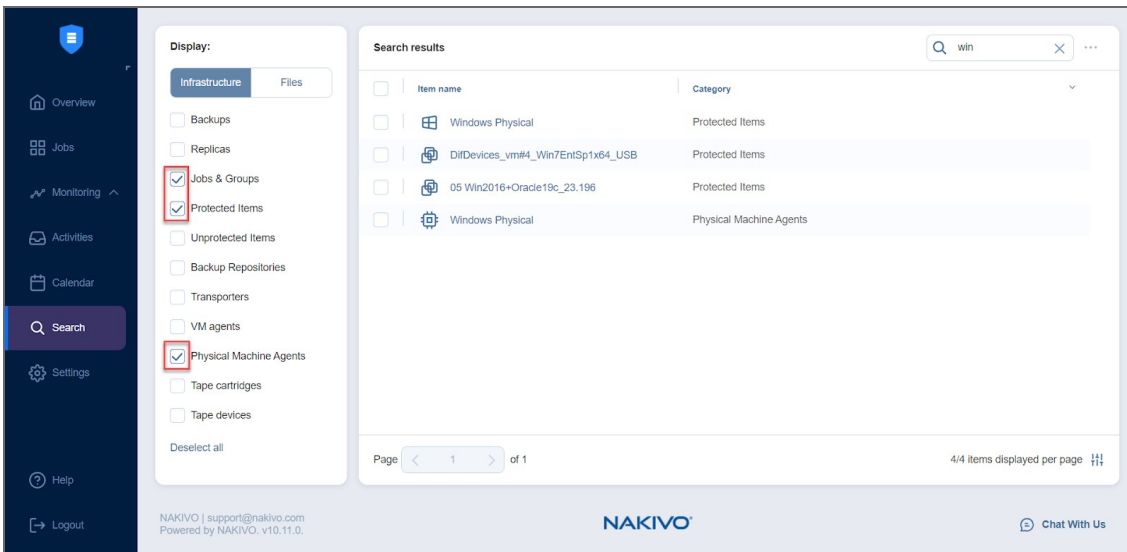 Overview
Jobs
Monitoring
Activities
Calendar
Search
Settings
Help
Logout
Display:
Infrastructure Files
Backups
Replicas
Jobs & Groups
Protected Items
Unprotected Items
Backup Repositories
Transporters
VM agents
Physical Machine Agents
Tape cartridges
Tape devices
Deselect all
Search results
win
Item name Category
Windows Physical Protected Items
DifDevices_vm#4_Win7EntSp1x64_USB Protected Items
05 Win2016+Oracle19c_23.196 Protected Items
Windows Physical Physical Machine Agents
Page 1 of 1
4/4 items displayed per page
NAKIVO | support@nakivo.com
Powered by NAKIVO. v10.11.0.
NAKIVO®
Chat With Us